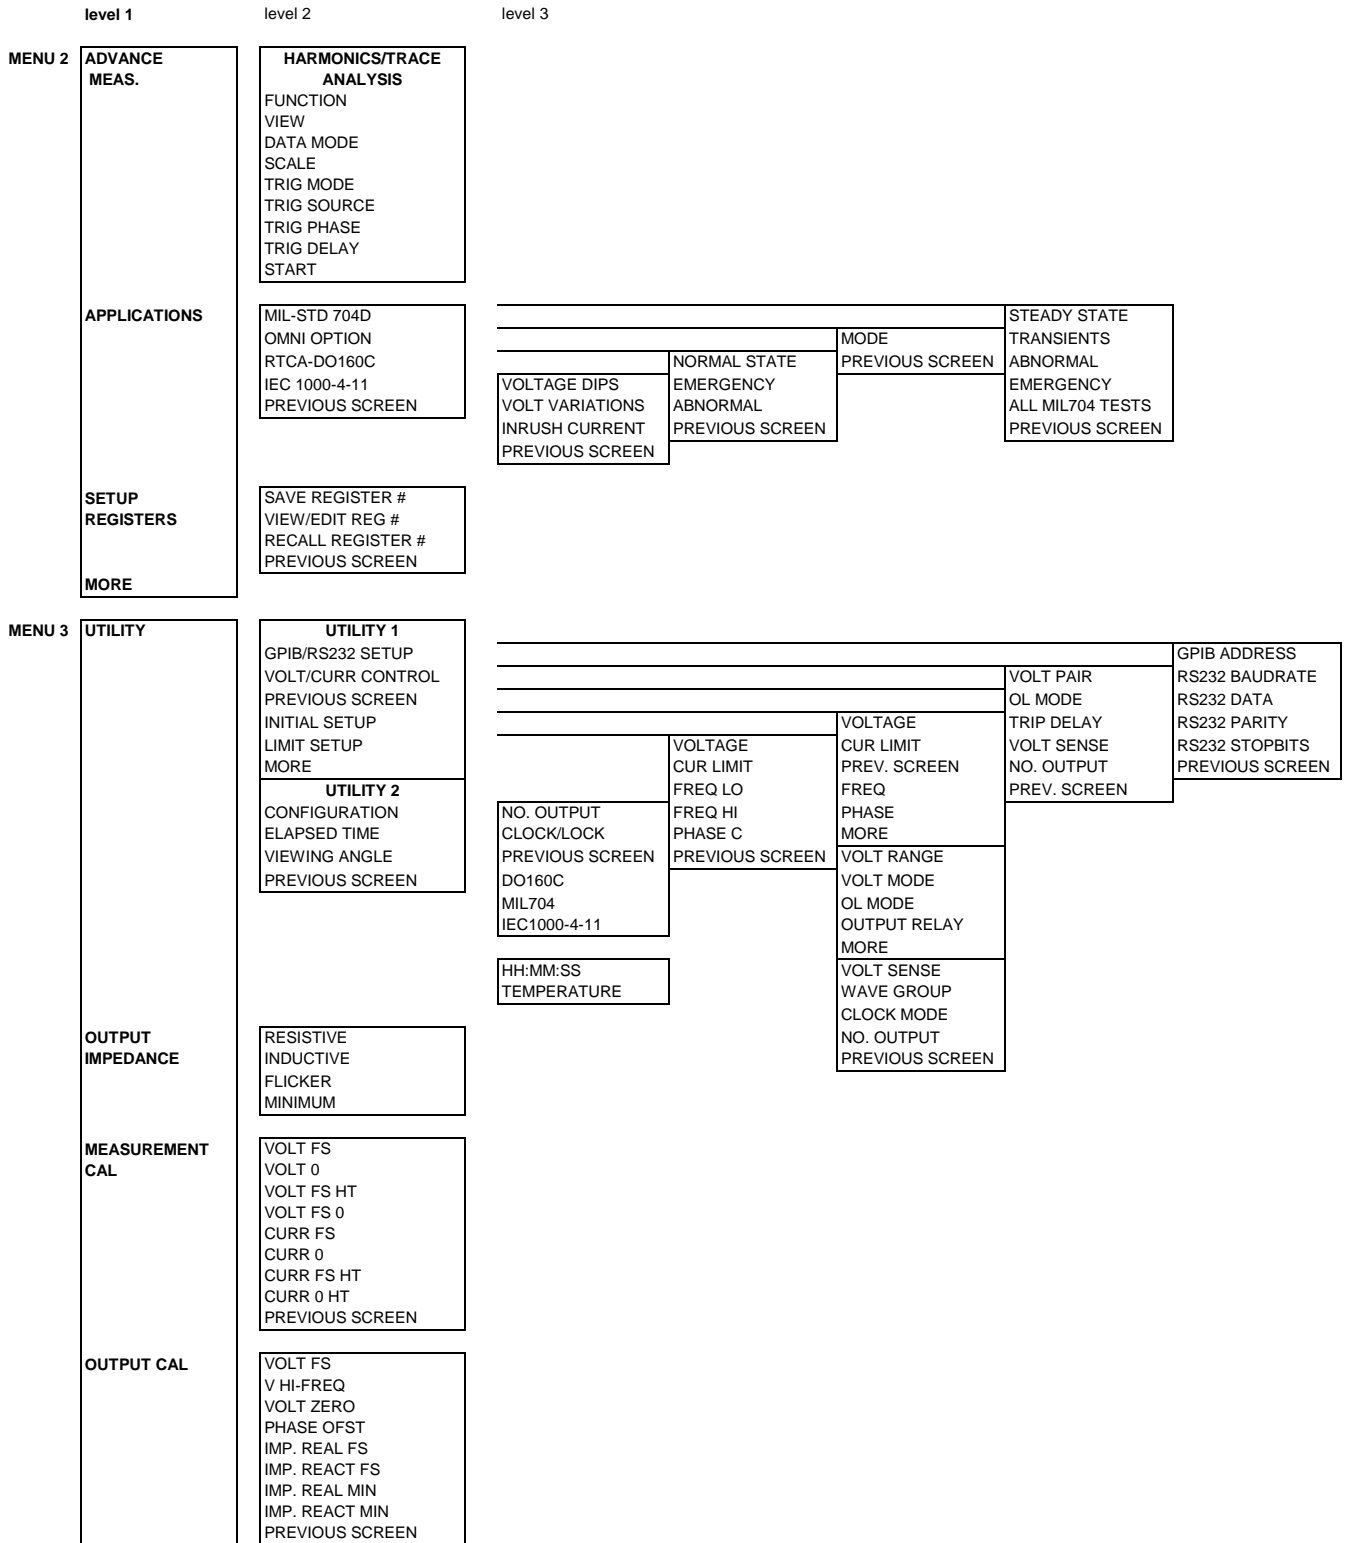 level 1 level 2 level 3
MENU 2 ADVANCE HARMONICS/TRACE
MEAS. ANALYSIS
FUNCTION
VIEW
DATA MODE
SCALE
TRIG MODE
TRIG SOURCE
TRIG PHASE
TRIG DELAY
START
APPLICATIONS MIL-STD 704D STEADY STATE
OMNI OPTION MODE TRANSIENTS
RTCA-DO160C NORMAL STATE PREVIOUS SCREEN ABNORMAL
IEC 1000-4-11 VOLTAGE DIPS EMERGENCY EMERGENCY
PREVIOUS SCREEN VOLT VARIATIONS ABNORMAL ALL MIL704 TESTS
INRUSH CURRENT PREVIOUS SCREEN PREVIOUS SCREEN
PREVIOUS SCREEN
SETUP SAVE REGISTER #
REGISTERS VIEW/EDIT REG #
RECALL REGISTER #
PREVIOUS SCREEN
MORE
MENU 3 UTILITY UTILITY 1
GPIB/RS232 SETUP GPIB ADDRESS
VOLT/CURR CONTROL VOLT PAIR RS232 BAUDRATE
PREVIOUS SCREEN OL MODE RS232 DATA
INITIAL SETUP VOLTAGE TRIP DELAY RS232 PARITY
LIMIT SETUP VOLTAGE CUR LIMIT VOLT SENSE RS232 STOPBITS
MORE CUR LIMIT PREV. SCREEN NO. OUTPUT PREVIOUS SCREEN
UTILITY 2 FREQ LO FREQ PREV. SCREEN
CONFIGURATION NO. OUTPUT FREQ HI PHASE
ELAPSED TIME CLOCK/LOCK PHASE C MORE
VIEWING ANGLE PREVIOUS SCREEN PREVIOUS SCREEN VOLT RANGE
PREVIOUS SCREEN DO160C VOLT MODE
MIL704 OL MODE
IEC1000-4-11 OUTPUT RELAY
MORE
HH:MM:SS VOLT SENSE
TEMPERATURE WAVE GROUP
CLOCK MODE
OUTPUT RESISTIVE NO. OUTPUT
IMPEDANCE INDUCTIVE PREVIOUS SCREEN
FLICKER
MINIMUM
MEASUREMENT VOLT FS
CAL VOLT 0
VOLT FS HT
VOLT FS 0
CURR FS
CURR 0
CURR FS HT
CURR 0 HT
PREVIOUS SCREEN
OUTPUT CAL VOLT FS
V HI-FREQ
VOLT ZERO
PHASE OFST
IMP. REAL FS
IMP. REACT FS
IMP. REAL MIN
IMP. REACT MIN
PREVIOUS SCREEN